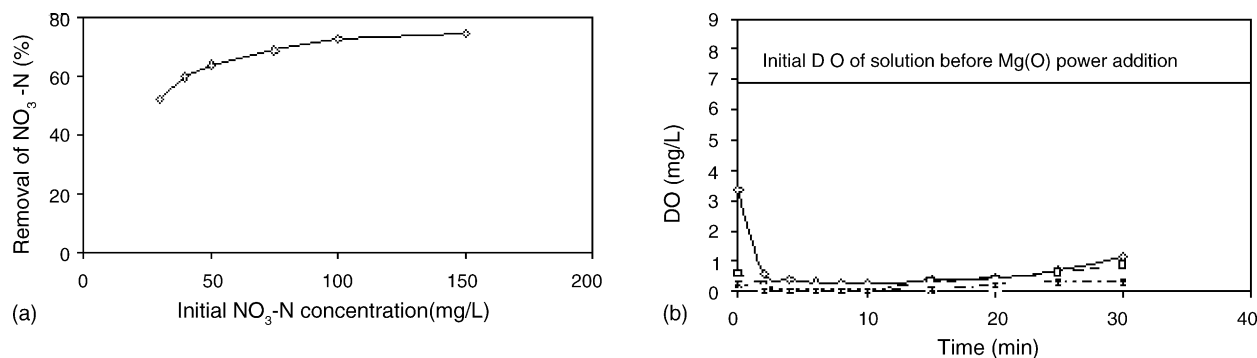 80
60
40
20
0
Removal of NO3 -N (%)
0 50 100 150 200
Initial NO3-N concentration(mg/L)
(a)
9
8
7
6
5
4
3
2
1
0
DO (mg/L)
Initial D O of solution before Mg(O) power addition
0 10 20 30 40
Time (min)
(b)